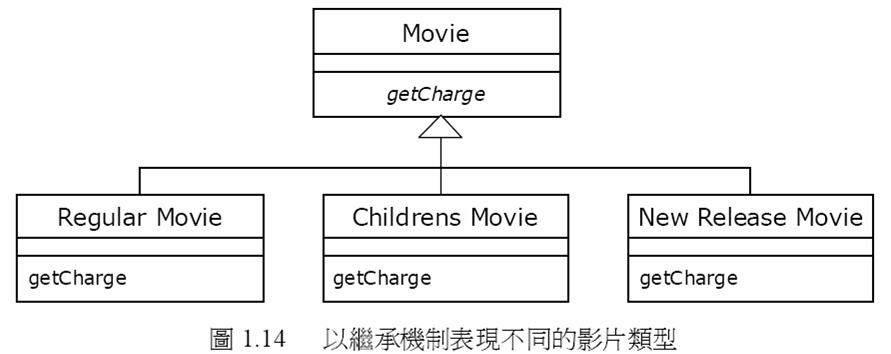 Movie
getCharge
Regular Movie
Childrens Movie
New Release Movie
getCharge
getCharge
getCharge
圖 1.14 以繼承機制表現不同的影片類型